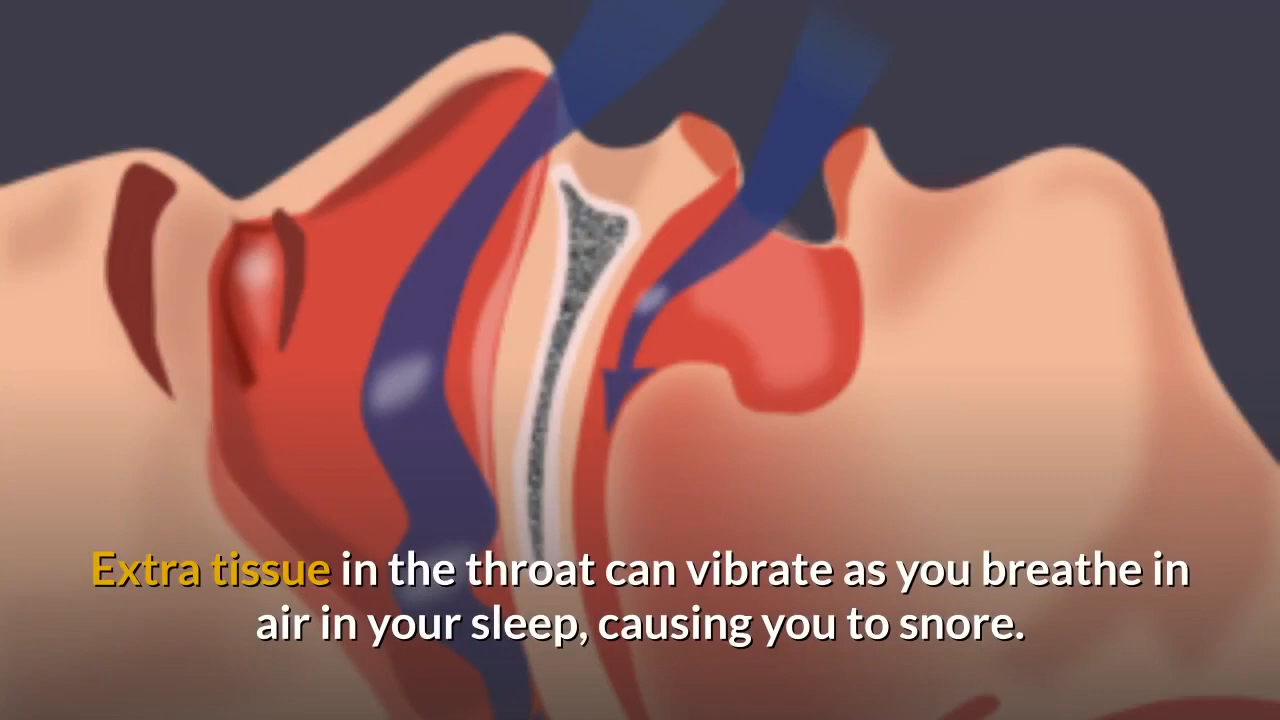 Extra tissue in the throat can vibrate as you breathe in
air in your sleep, causing you to snore.